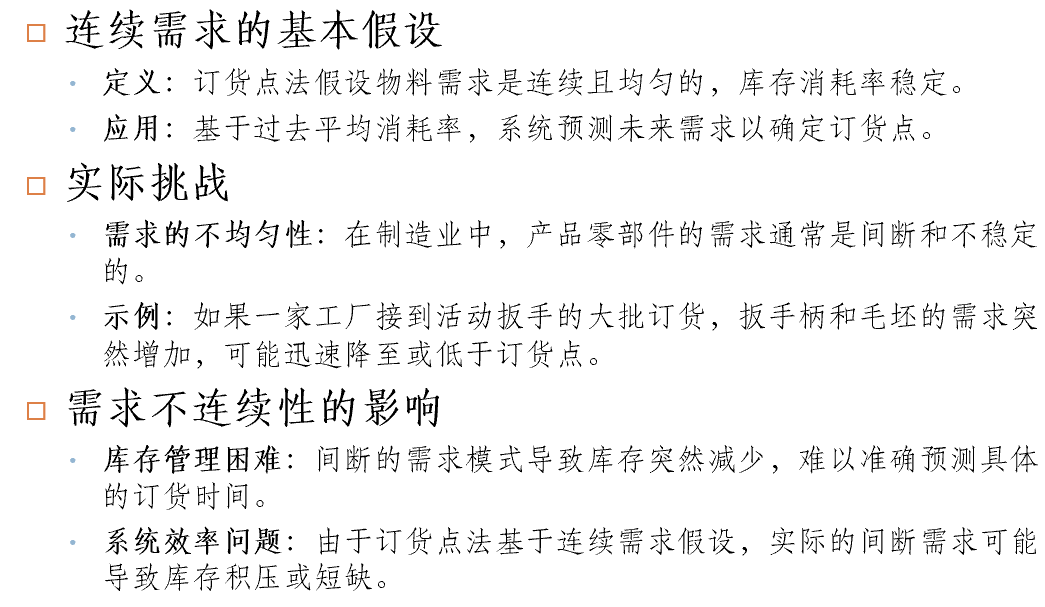 连续需求的基本假设
定义：订货点法假设物料需求是连续且均匀的，库存消耗率稳定。
应用：基于过去平均消耗率，系统预测未来需求以确定订货点。
实际挑战
需求的不均匀性：在制造业中，产品零部件的需求通常是间断和不稳定
的。
示例：如果一家工厂接到活动扳手的大批订货，扳手柄和毛坯的需求突
然增加，可能迅速降至或低于订货点。
需求不连续性的影响
库存管理困难：间断的需求模式导致库存突然减少，难以准确预测具体
的订货时间。
系统效率问题：由于订货点法基于连续需求假设，实际的间断需求可能
导致库存积压或短缺。